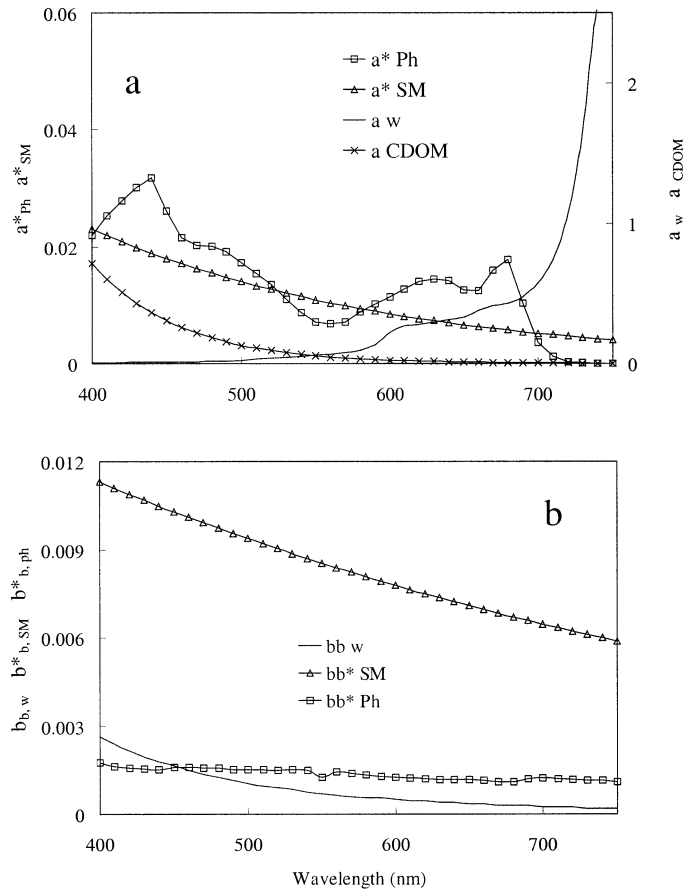 0.06
0.04
0.02
0
a*Ph a*SM
a
a* Ph
a* SM
a w
a CDOM
2
1
0
a w a CDOM
400 500 600 700
0.012
0.009
0.006
0.003
0
bb,w b*b,SM b*b,ph
b
bb w
bb* SM
bb* Ph
400 500 600 700
Wavelength (nm)